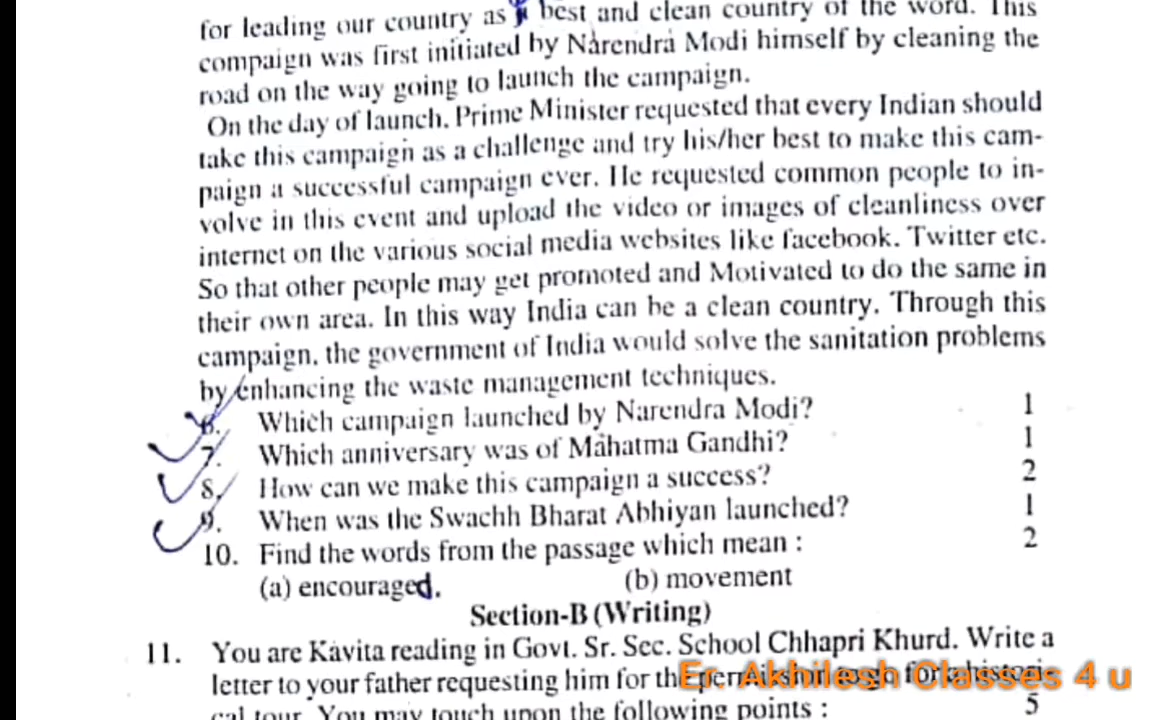 for leading our country as best and clean country of the word. This
compaign was first initiated by Narendra Modi himself by cleaning the
road on the way going to launch the campaign.
On the day of launch. Prime Minister requested that every Indian should
take this campaign as a challenge and try his/her best to make this cam-
paign a successful campaign ever. He requested common people to in-
volve in this event and upload the video or images of cleanliness over
internet on the various social media websites like facebook. Twitter etc.
So that other people may get promoted and Motivated to do the same in
their own area. In this way India can be a clean country. Through this
campaign. the government of India would solve the sanitation problems
by enhancing the waste management techniques.
6. Which campaign launched by Narendra Modi? 1
7. Which anniversary was of Mahatma Gandhi? 1
8. How can we make this campaign a success? 2
9. When was the Swachh Bharat Abhiyan launched? 1
10. Find the words from the passage which mean : 2
(a) encouraged. (b) movement
Section-B (Writing)
11. You are Kavita reading in Govt. Sr. Sec. School Chhapri Khurd. Write a
letter to your father requesting him for the permission to go for a histori-
Er. Akhilesh Classes 4 u
cal tour. You may touch upon the following points : 5